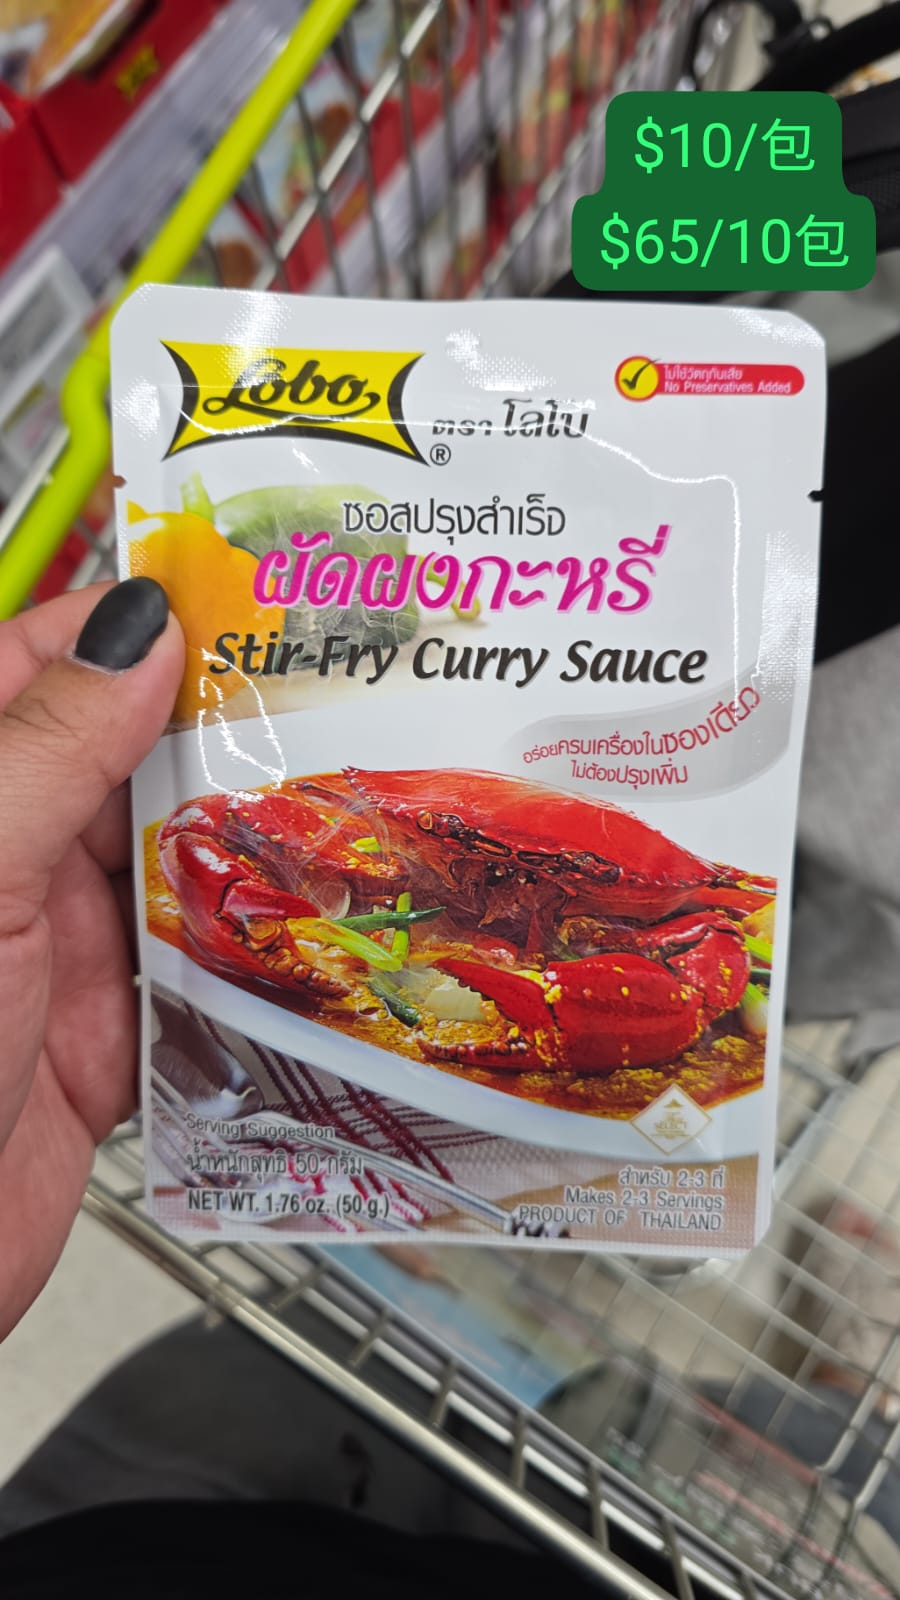 $10/包
$65/10包
Lobo
®
ตรา โลโบ
ไม่ใช้วัตถุกันเสีย
No Preservatives Added
ซอสปรุงสำเร็จ
ผัดผงกะหรี่
Stir-Fry Curry Sauce
อร่อยครบเครื่องในซองเดียว
ไม่ต้องปรุงเพิ่ม
SELECT
Serving Suggestion
น้ำหนักสุทธิ 50 กรัม
NET WT. 1.76 oz. (50 g.)
สำหรับ 2-3 ที่
Makes 2-3 Servings
PRODUCT OF THAILAND